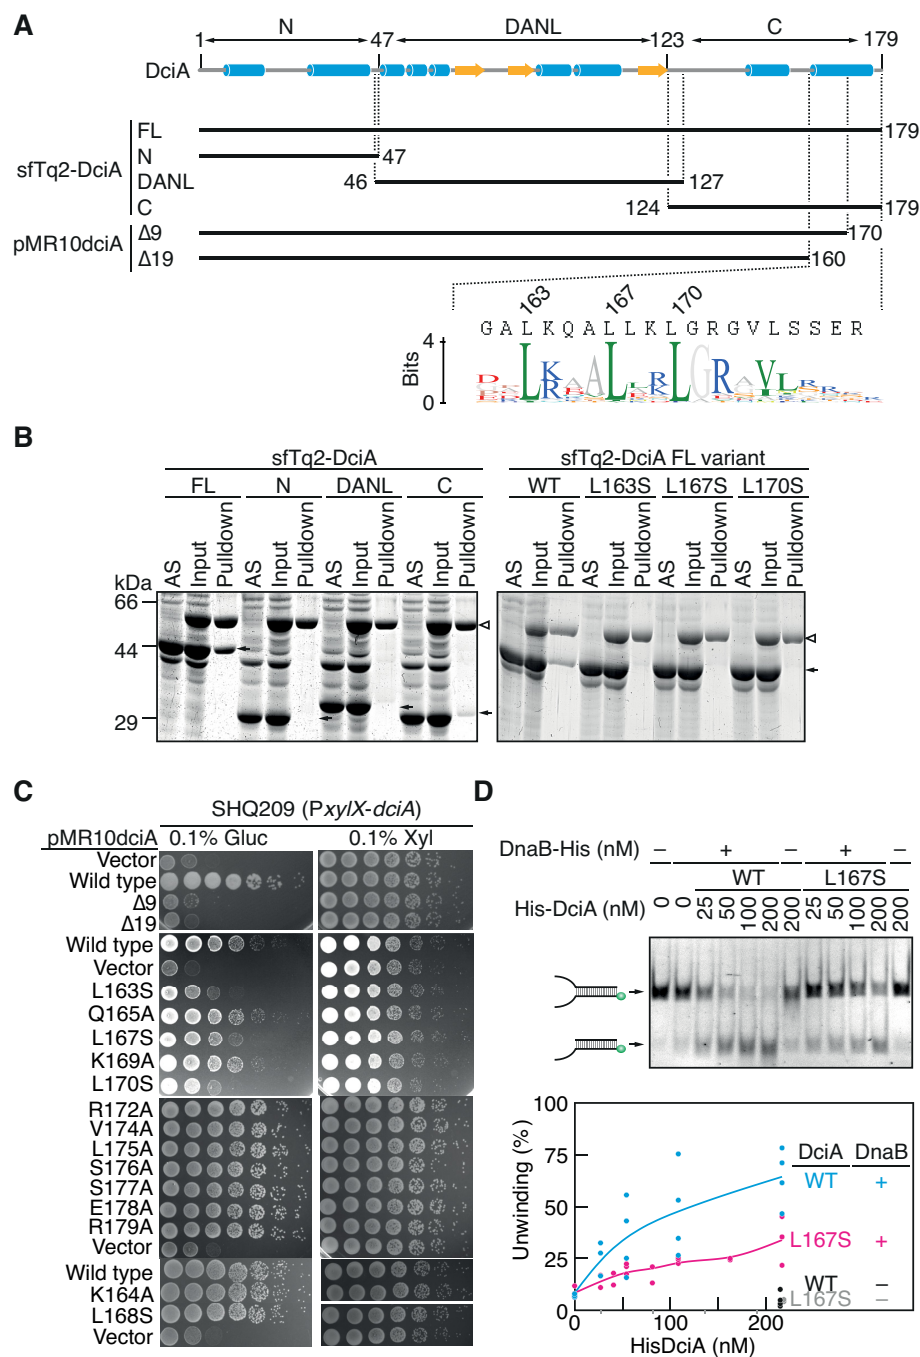 A
N
DANL
C
1
47
123
179
DciA
sfTq2-DciA
FL
179
N
47
DANL
46
127
C
124
179
pMR10dciA
Δ9
170
Δ19
160
163
167
170
G A L K Q A L L K L G R G V L S S E R
Bits
4
0
B
sfTq2-DciA
sfTq2-DciA FL variant
FL
N
DANL
C
WT
L163S
L167S
L170S
AS Input Pulldown AS Input Pulldown AS Input Pulldown AS Input Pulldown
AS Input Pulldown AS Input Pulldown AS Input Pulldown AS Input Pulldown
kDa
66
44
29
C
SHQ209 (PxylX-dciA)
pMR10dciA
0.1% Gluc
0.1% Xyl
Vector
Wild type
Δ9
Δ19
Wild type
Vector
L163S
Q165A
L167S
K169A
L170S
R172A
V174A
L175A
S176A
S177A
E178A
R179A
Vector
Wild type
K164A
L168S
Vector
D
DnaB-His (nM)
− + − + −
WT
L167S
His-DciA (nM)
0 0 25 50 100 200 200 25 50 100 200 200
Unwinding (%)
100
75
50
25
0
0
100
200
HisDciA (nM)
DciA DnaB
WT +
L167S +
WT −
L167S −